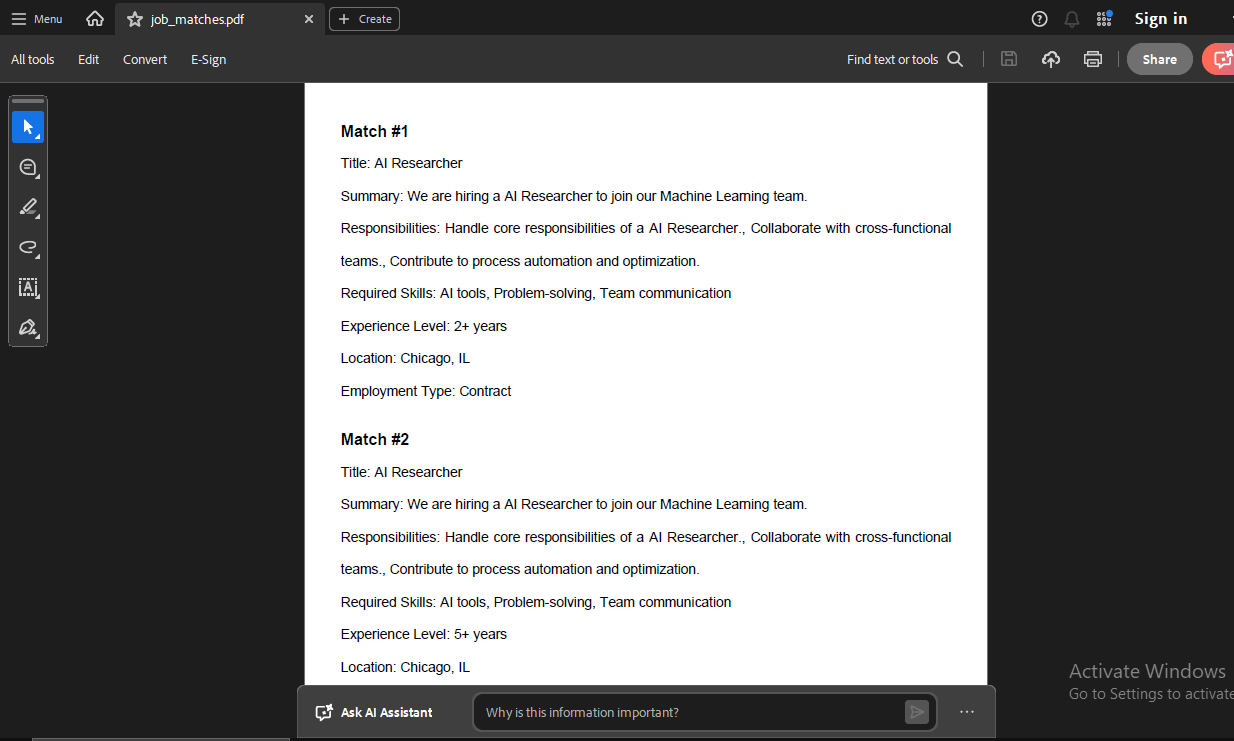 Menu
job_matches.pdf
Create
Sign in
All tools
Edit
Convert
E-Sign
Find text or tools
Share
Match #1
Title: AI Researcher
Summary: We are hiring a AI Researcher to join our Machine Learning team.
Responsibilities: Handle core responsibilities of a AI Researcher., Collaborate with cross-functional
teams., Contribute to process automation and optimization.
Required Skills: AI tools, Problem-solving, Team communication
Experience Level: 2+ years
Location: Chicago, IL
Employment Type: Contract
Match #2
Title: AI Researcher
Summary: We are hiring a AI Researcher to join our Machine Learning team.
Responsibilities: Handle core responsibilities of a AI Researcher., Collaborate with cross-functional
teams., Contribute to process automation and optimization.
Required Skills: AI tools, Problem-solving, Team communication
Experience Level: 5+ years
Location: Chicago, IL
Activate Windows
Go to Settings to activate
Ask AI Assistant
Why is this information important?